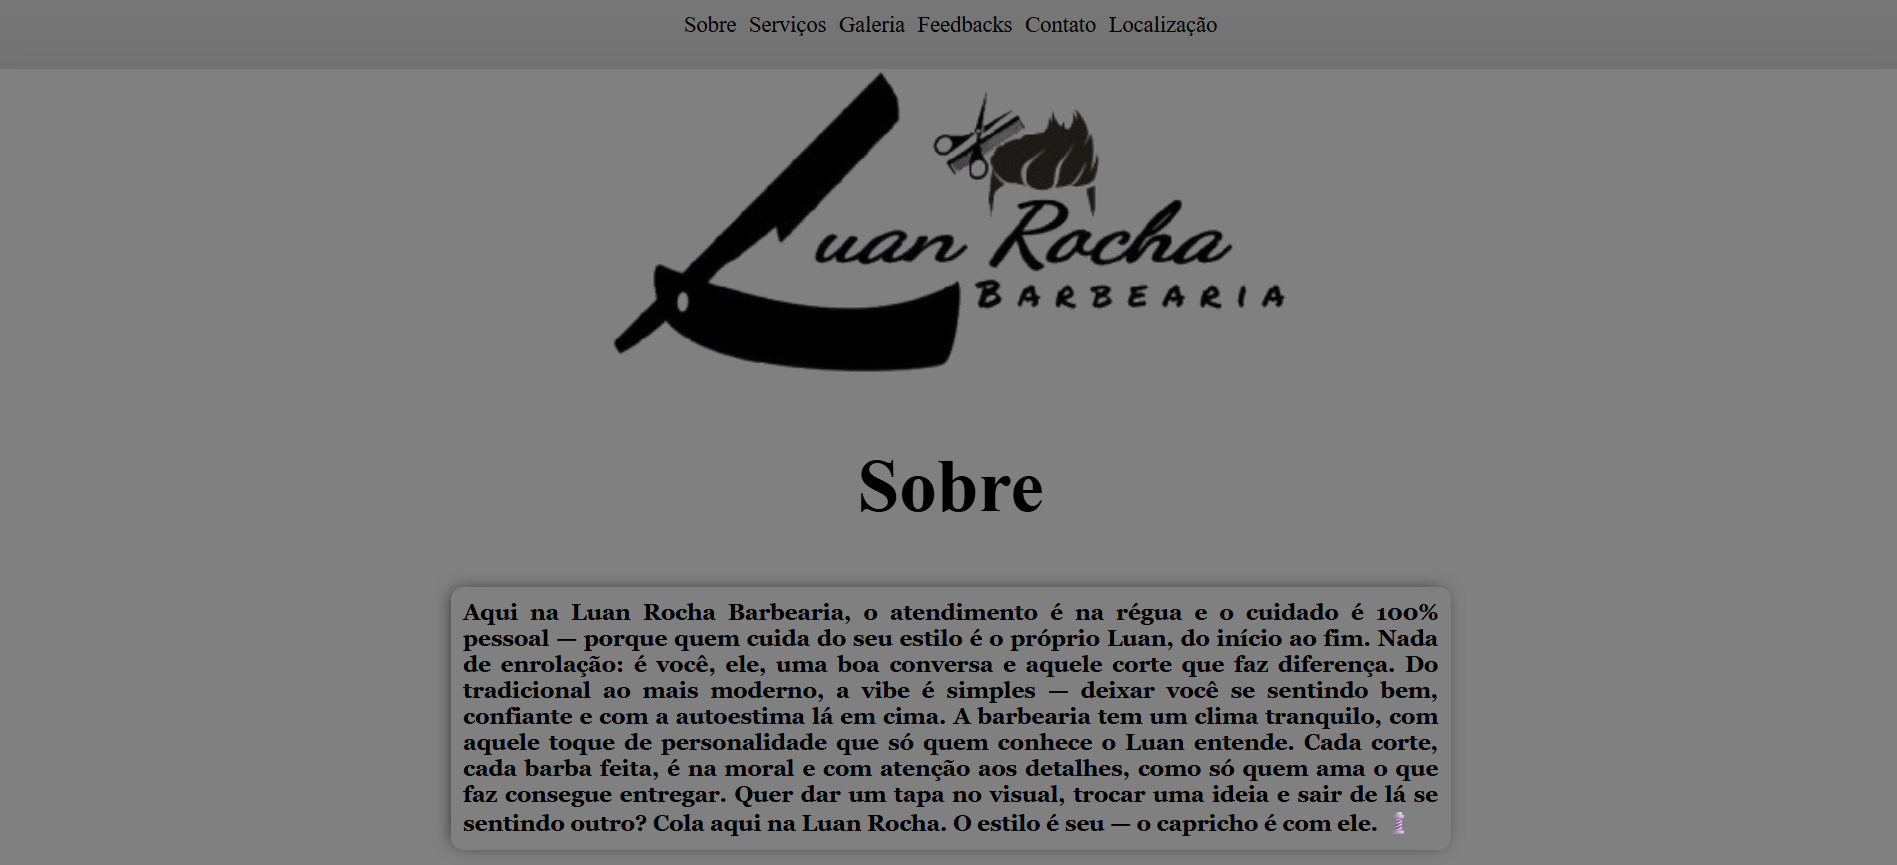 Sobre Serviços Galeria Feedbacks Contato Localização
Luan Rocha
BARBEARIA
Sobre
Aqui na Luan Rocha Barbearia, o atendimento é na régua e o cuidado é 100%
pessoal — porque quem cuida do seu estilo é o próprio Luan, do início ao fim. Nada
de enrolação: é você, ele, uma boa conversa e aquele corte que faz diferença. Do
tradicional ao mais moderno, a vibe é simples — deixar você se sentindo bem,
confiante e com a autoestima lá em cima. A barbearia tem um clima tranquilo, com
aquele toque de personalidade que só quem conhece o Luan entende. Cada corte,
cada barba feita, é na moral e com atenção aos detalhes, como só quem ama o que
faz consegue entregar. Quer dar um tapa no visual, trocar uma ideia e sair de lá se
sentindo outro? Cola aqui na Luan Rocha. O estilo é seu — o capricho é com ele. 💈